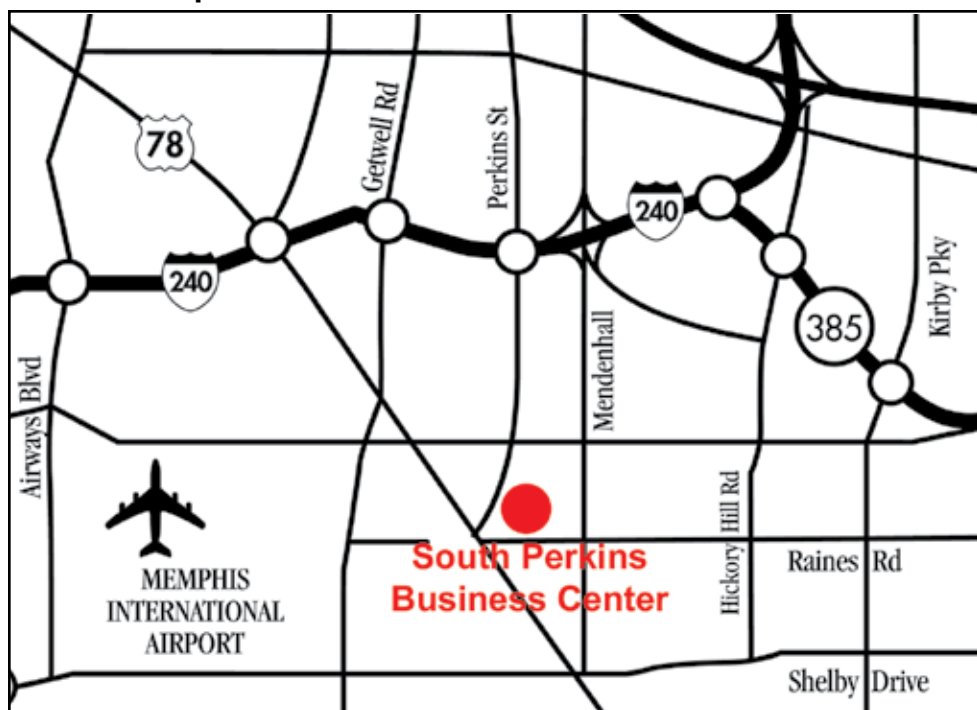 78
Getwell Rd
Perkins St
240
240
Kirby Pky
385
Mendenhall
Airways Blvd
Hickory Hill Rd
South Perkins
Business Center
Raines Rd
MEMPHIS
INTERNATIONAL
AIRPORT
Shelby Drive